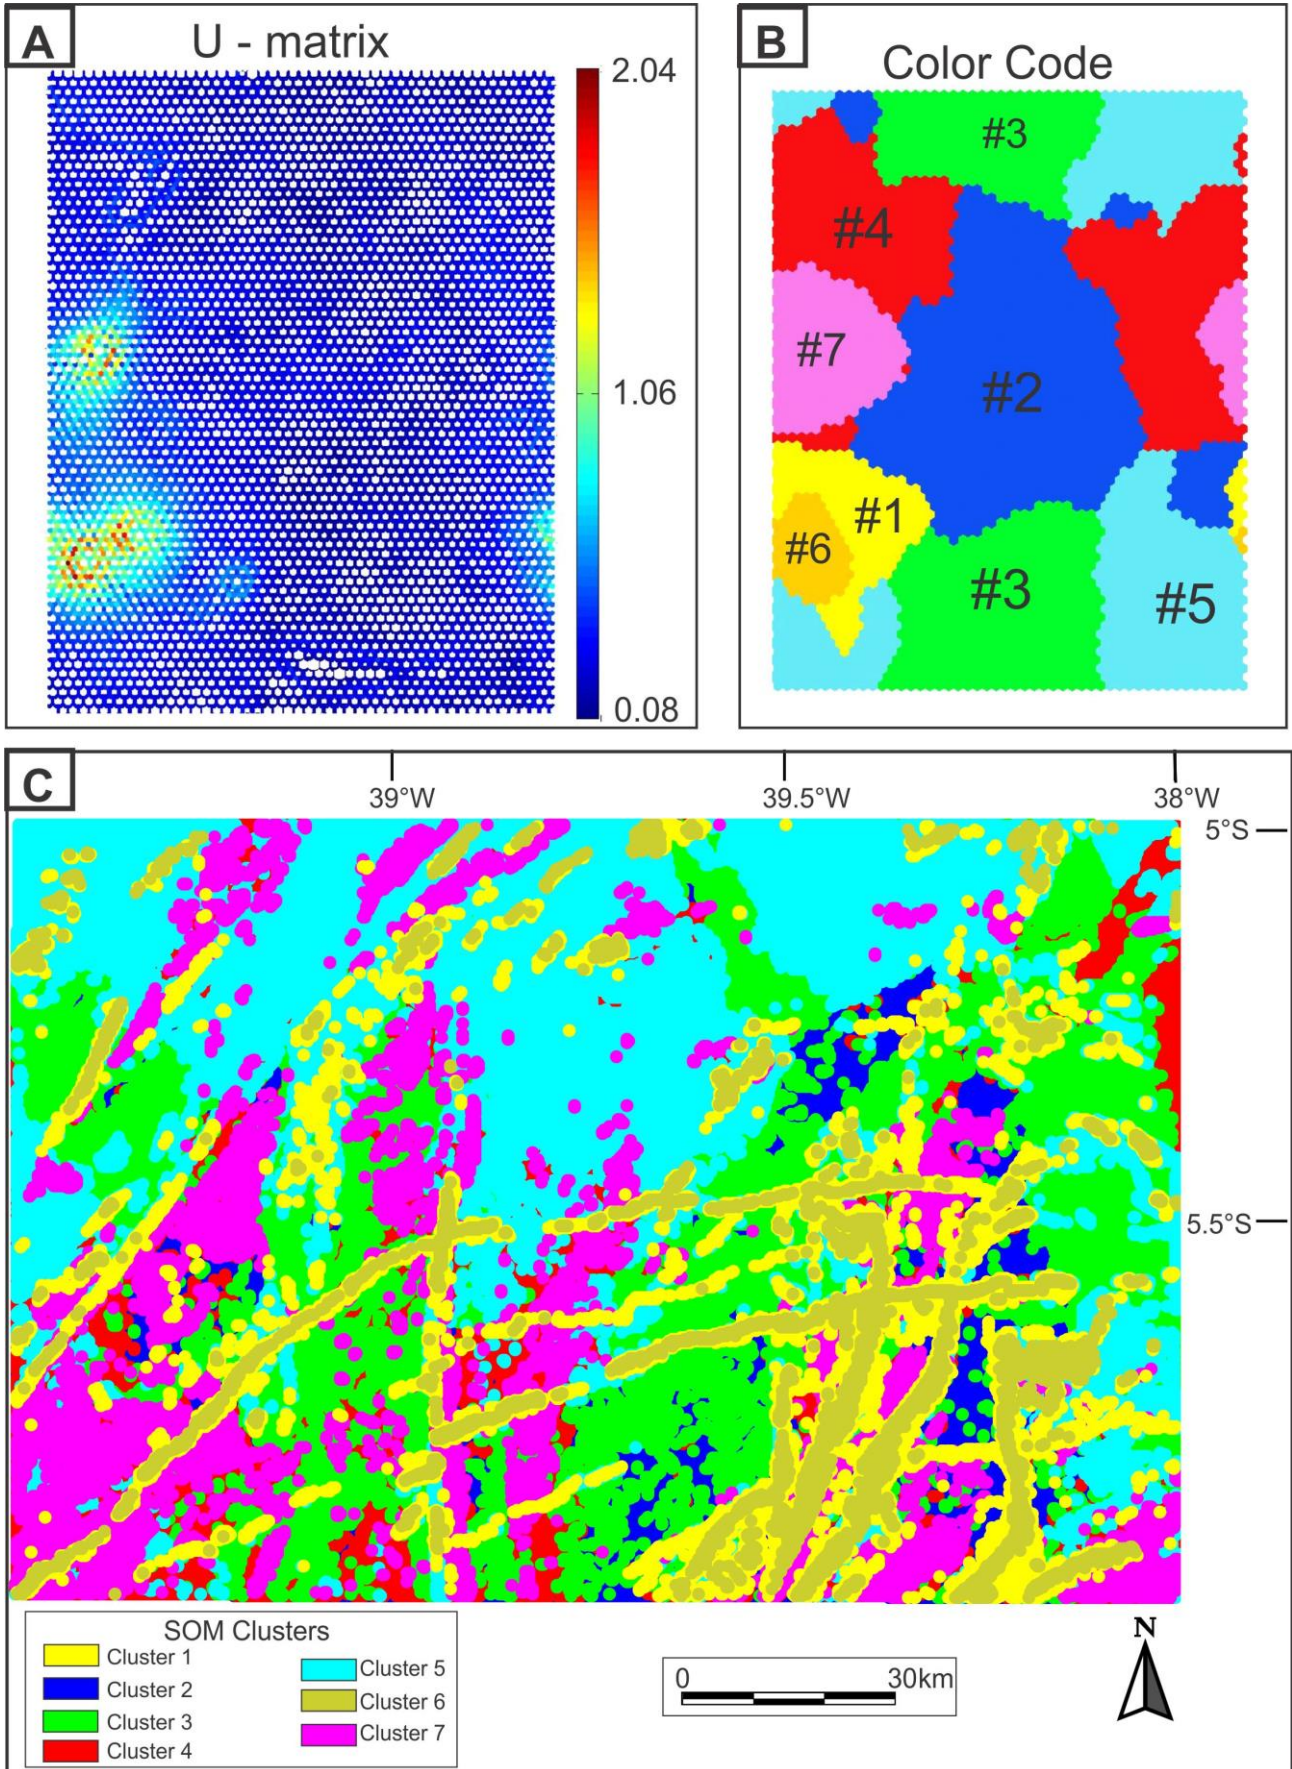 A
U - matrix
2.04
1.06
0.08
B
Color Code
#3
#4
#7
#2
#1
#6
#3
#5
C
39°W
39.5°W
38°W
5°S
5.5°S
SOM Clusters
Cluster 1
Cluster 2
Cluster 3
Cluster 4
Cluster 5
Cluster 6
Cluster 7
0
30km
N